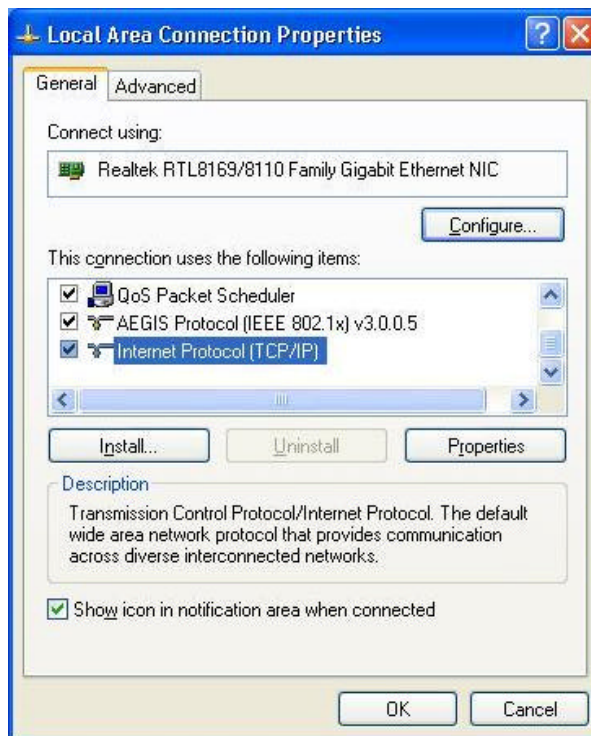 Local Area Connection Properties
General Advanced
Connect using:
Realtek RTL8169/8110 Family Gigabit Ethernet NIC
Configure...
This connection uses the following items:
QoS Packet Scheduler
AEGIS Protocol (IEEE 802.1x) v3.0.0.5
Internet Protocol (TCP/IP)
Install... Uninstall Properties
Description
Transmission Control Protocol/Internet Protocol. The default
wide area network protocol that provides communication
across diverse interconnected networks.
Show icon in notification area when connected
OK Cancel